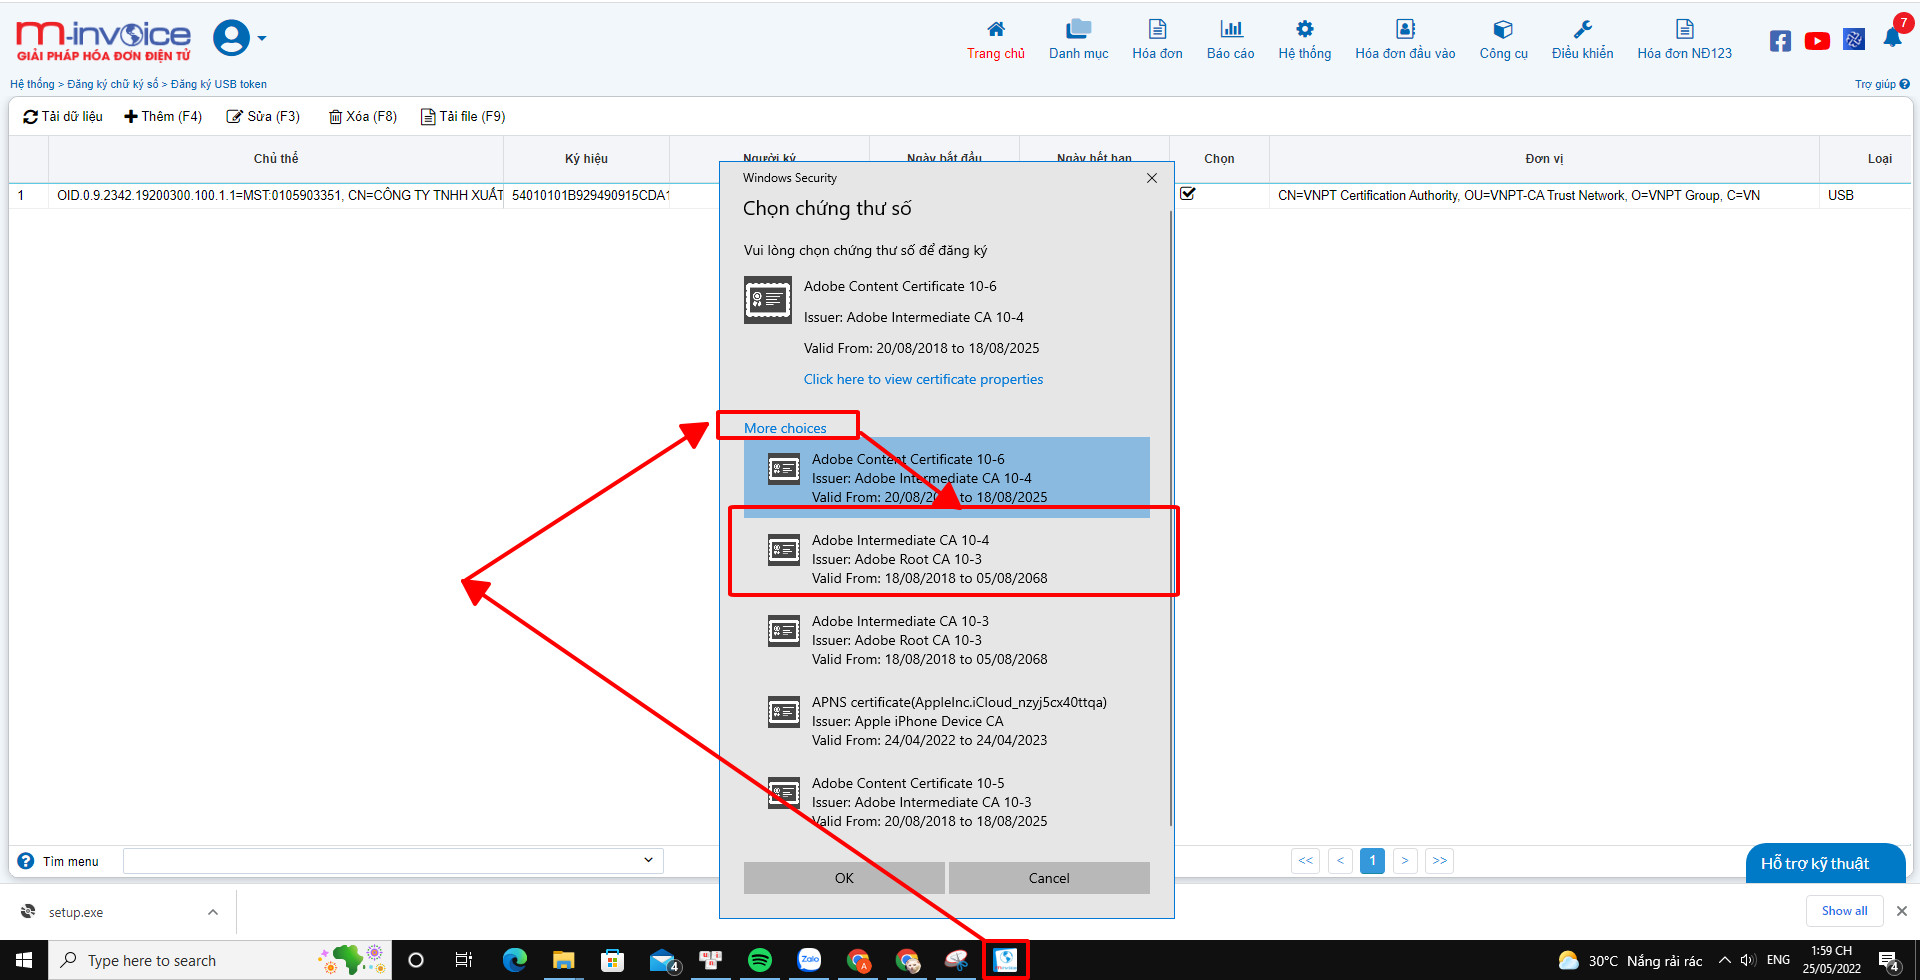 m-invoice
GIẢI PHÁP HÓA ĐƠN ĐIỆN TỬ
Trang chủ
Danh mục
Hóa đơn
Báo cáo
Hệ thống
Hóa đơn đầu vào
Công cụ
Điều khiển
Hóa đơn NĐ123
7
Hệ thống > Đăng ký chữ ký số > Đăng ký USB token
Trợ giúp
Tải dữ liệu
Thêm (F4)
Sửa (F3)
Xóa (F8)
Tải file (F9)
Chủ thể
Ký hiệu
Người ký
Ngày bắt đầu
Ngày hết hạn
Chọn
Đơn vị
Loại
1
OID.0.9.2342.19200300.100.1.1=MST:0105903351, CN=CÔNG TY TNHH XUẤT
54010101B929490915CDA1
CN=VNPT Certification Authority, OU=VNPT-CA Trust Network, O=VNPT Group, C=VN
USB
Windows Security
Chọn chứng thư số
Vui lòng chọn chứng thư số để đăng ký
Adobe Content Certificate 10-6
Issuer: Adobe Intermediate CA 10-4
Valid From: 20/08/2018 to 18/08/2025
Click here to view certificate properties
More choices
Adobe Content Certificate 10-6
Issuer: Adobe Intermediate CA 10-4
Valid From: 20/08/2018 to 18/08/2025
Adobe Intermediate CA 10-4
Issuer: Adobe Root CA 10-3
Valid From: 18/08/2018 to 05/08/2068
Adobe Intermediate CA 10-3
Issuer: Adobe Root CA 10-3
Valid From: 18/08/2018 to 05/08/2068
APNS certificate(AppleInc.iCloud_nzyj5cx40ttqa)
Issuer: Apple iPhone Device CA
Valid From: 24/04/2022 to 24/04/2023
Adobe Content Certificate 10-5
Issuer: Adobe Intermediate CA 10-3
Valid From: 20/08/2018 to 18/08/2025
OK
Cancel
Tìm menu
<<
<
1
>
>>
Hỗ trợ kỹ thuật
setup.exe
Show all
Type here to search
4
Zalo
A
30°C Nắng rải rác
ENG
1:59 CH
25/05/2022
4